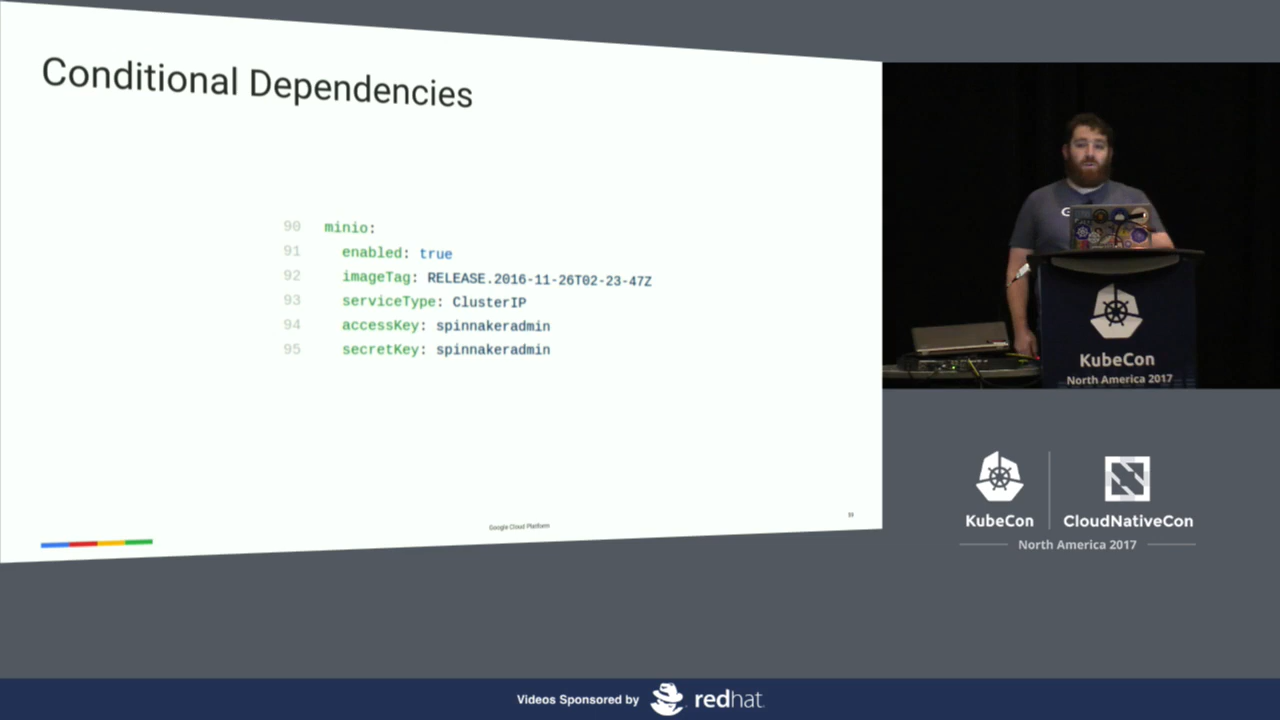 Conditional Dependencies
90 minio:
91 enabled: true
92 imageTag: RELEASE.2016-11-26T02-23-47Z
93 serviceType: ClusterIP
94 accessKey: spinnakeradmin
95 secretKey: spinnakeradmin
Google Cloud Platform
G
KubeCon
North America 2017
KubeCon
CloudNativeCon
North America 2017
Videos Sponsored by
redhat.